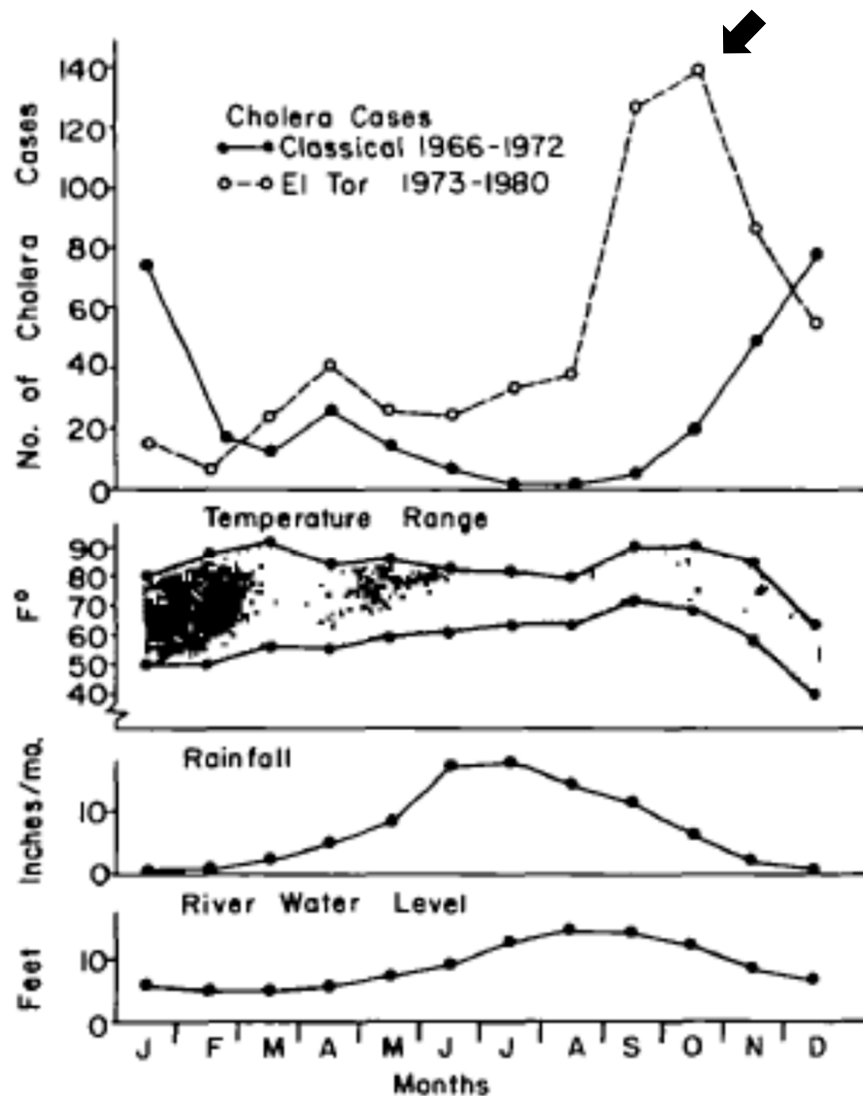 140
120
100
80
60
40
20
0
No. of Cholera Cases
Cholera Cases
Classical 1966-1972
El Tor 1973-1980
Temperature Range
90
80
70
60
50
40
F°
Rainfall
10
0
Inches/mo.
River Water Level
10
0
Feet
J F M A M J J A S O N D
Months